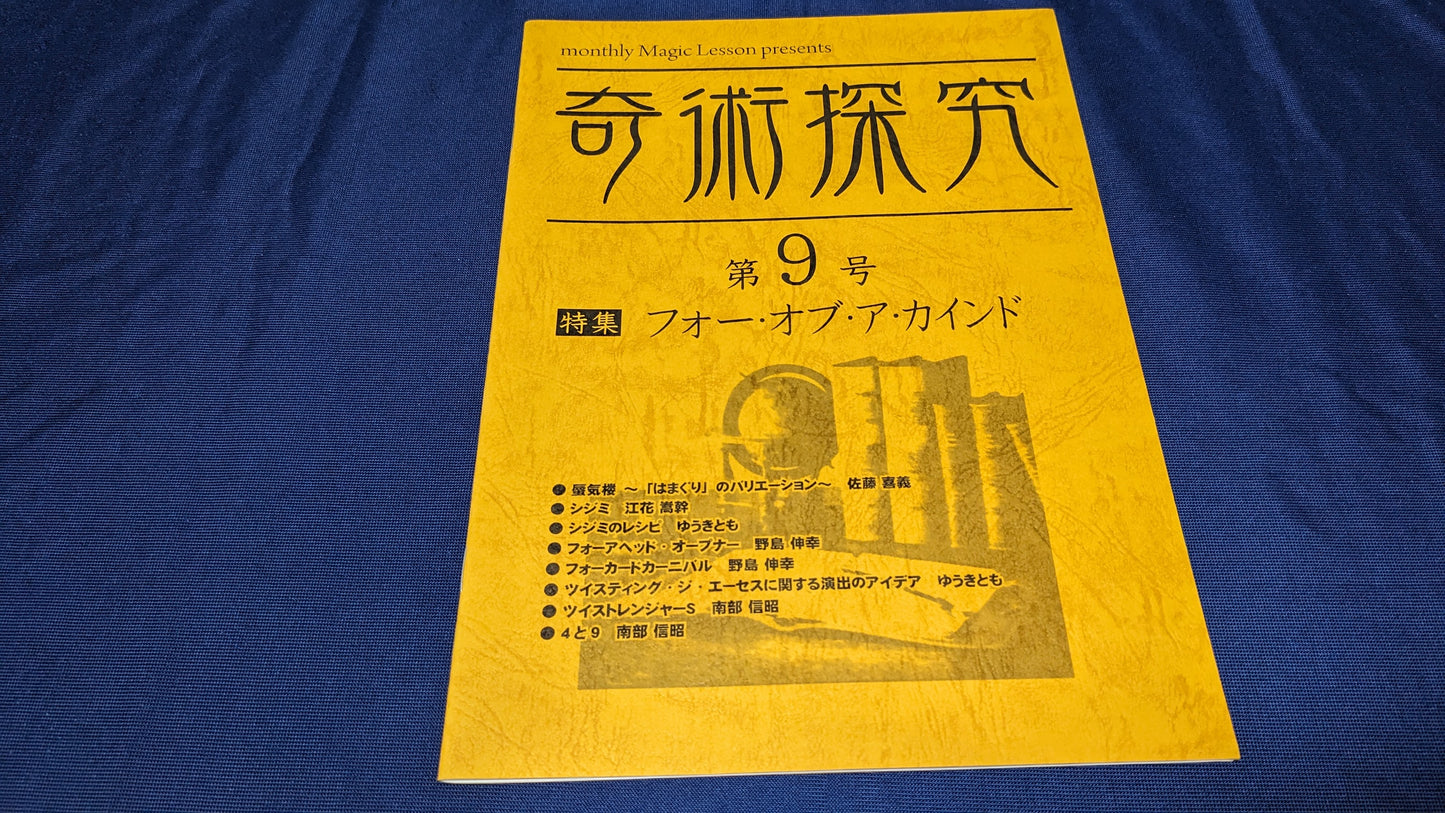 monthly Magic Lesson presents
奇術探究
第9号
特集 フォー・オブ・ア・カインド
● 蜃気楼 ～「はまぐり」のバリエーション～ 佐藤 喜義
● シジミ 江花 嵩幹
● シジミのレシピ ゆうきとも
● フォーアヘッド・オープナー 野島 伸幸
● フォーカードカーニバル 野島 伸幸
● ツイスティング・ジ・エーセスに関する演出のアイデア ゆうきとも
● ツイストレンジャーS 南部 信昭
● 4と9 南部 信昭